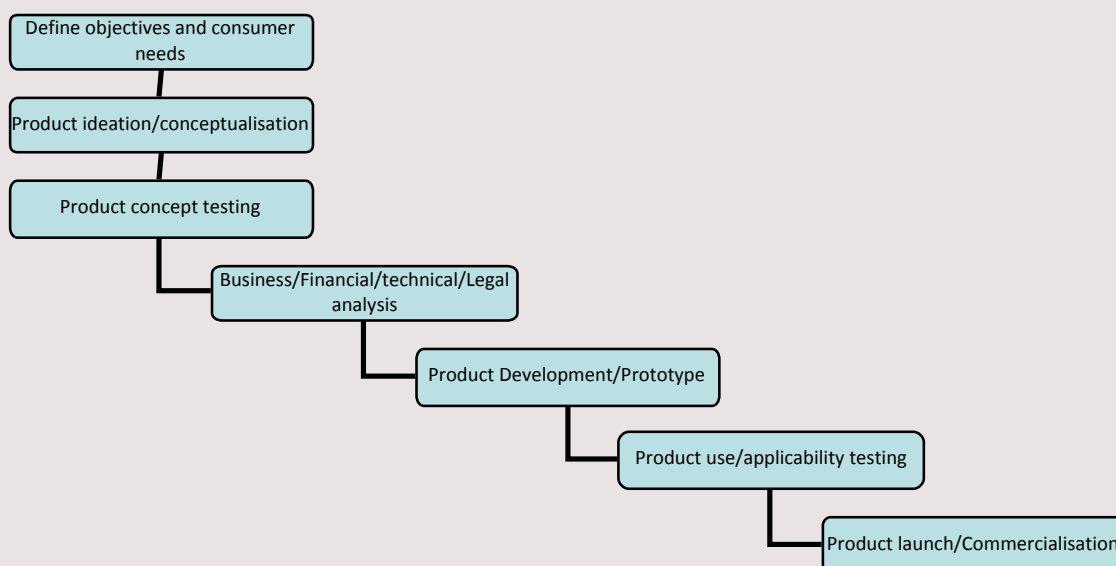 Define objectives and consumer
needs
Product ideation/conceptualisation
Product concept testing
Business/Financial/technical/Legal
analysis
Product Development/Prototype
Product use/applicability testing
Product launch/Commercialisation